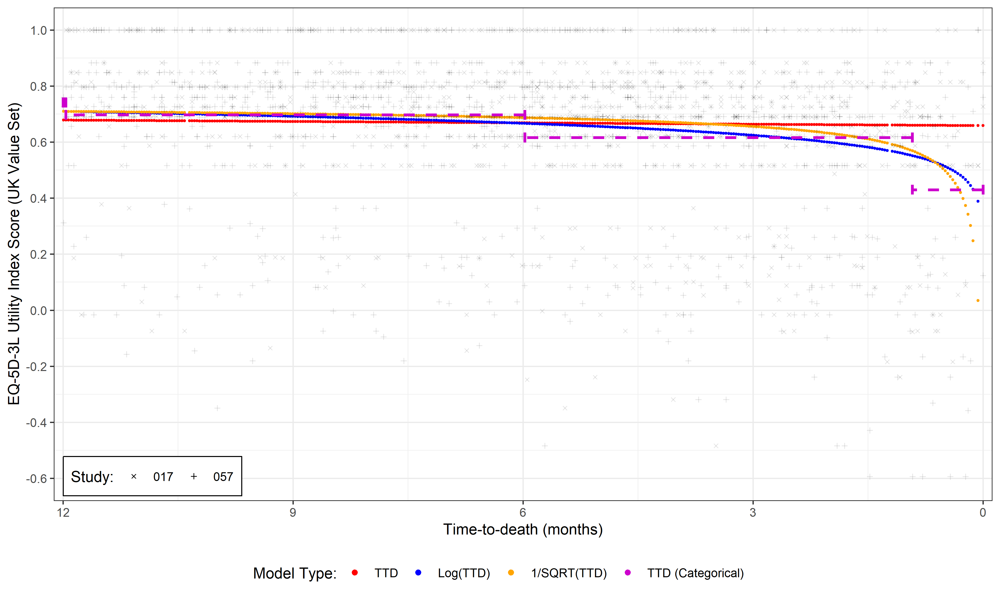 EQ-5D-3L Utility Index Score (UK Value Set)
1.0
0.8
0.6
0.4
0.2
0.0
-0.2
-0.4
-0.6
Study: 017 057
12 9 6 3 0
Time-to-death (months)
Model Type: TTD Log(TTD) 1/SQRT(TTD) TTD (Categorical)